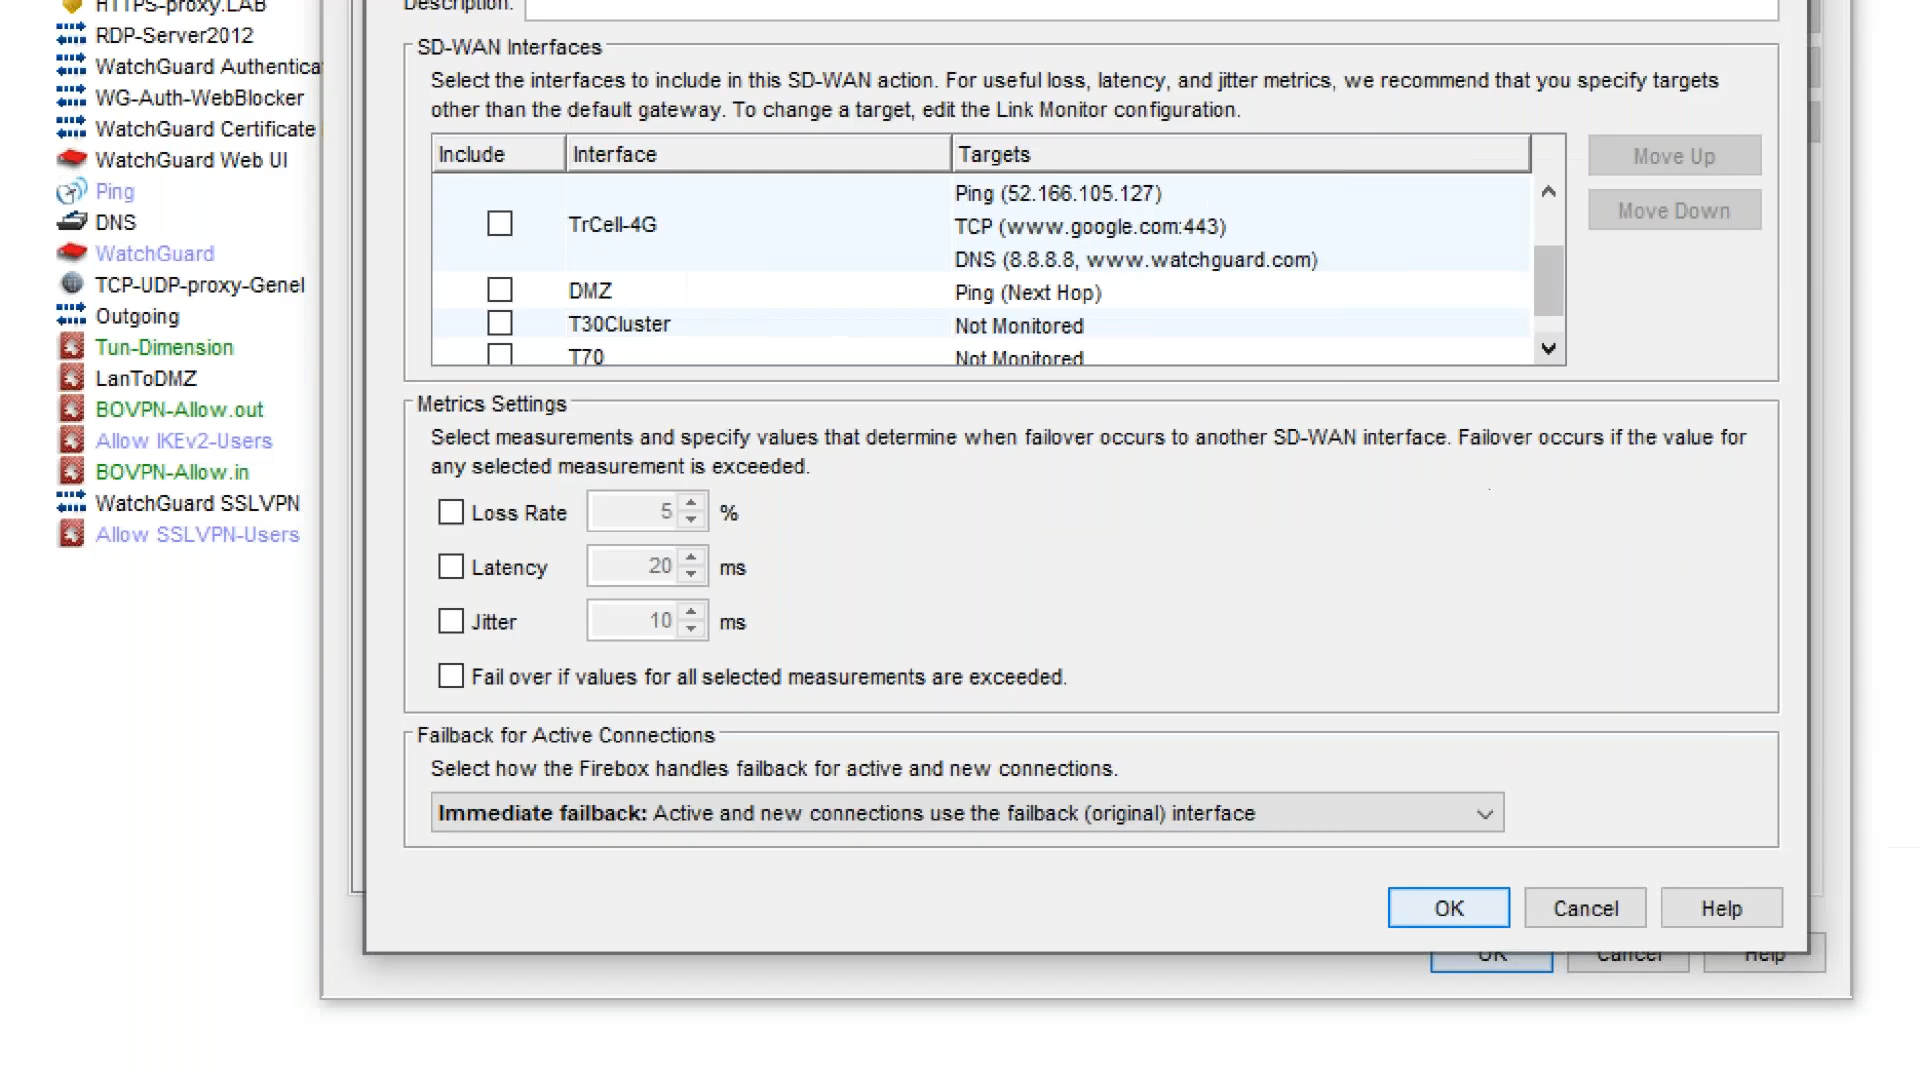 HTTPS-proxy.LAB
RDP-Server2012
WatchGuard Authentica
WG-Auth-WebBlocker
WatchGuard Certificate
WatchGuard Web UI
Ping
DNS
WatchGuard
TCP-UDP-proxy-Genel
Outgoing
Tun-Dimension
LanToDMZ
BOVPN-Allow.out
Allow IKEv2-Users
BOVPN-Allow.in
WatchGuard SSLVPN
Allow SSLVPN-Users
Description:
SD-WAN Interfaces
Select the interfaces to include in this SD-WAN action. For useful loss, latency, and jitter metrics, we recommend that you specify targets
other than the default gateway. To change a target, edit the Link Monitor configuration.
Include Interface Targets
Ping (52.166.105.127)
TrCell-4G TCP (www.google.com:443)
DNS (8.8.8.8, www.watchguard.com)
DMZ Ping (Next Hop)
T30Cluster Not Monitored
T70 Not Monitored
Move Up
Move Down
Metrics Settings
Select measurements and specify values that determine when failover occurs to another SD-WAN interface. Failover occurs if the value for
any selected measurement is exceeded.
Loss Rate 5 %
Latency 20 ms
Jitter 10 ms
Fail over if values for all selected measurements are exceeded.
Failback for Active Connections
Select how the Firebox handles failback for active and new connections.
Immediate failback: Active and new connections use the failback (original) interface
OK Cancel Help
OK Cancel Help